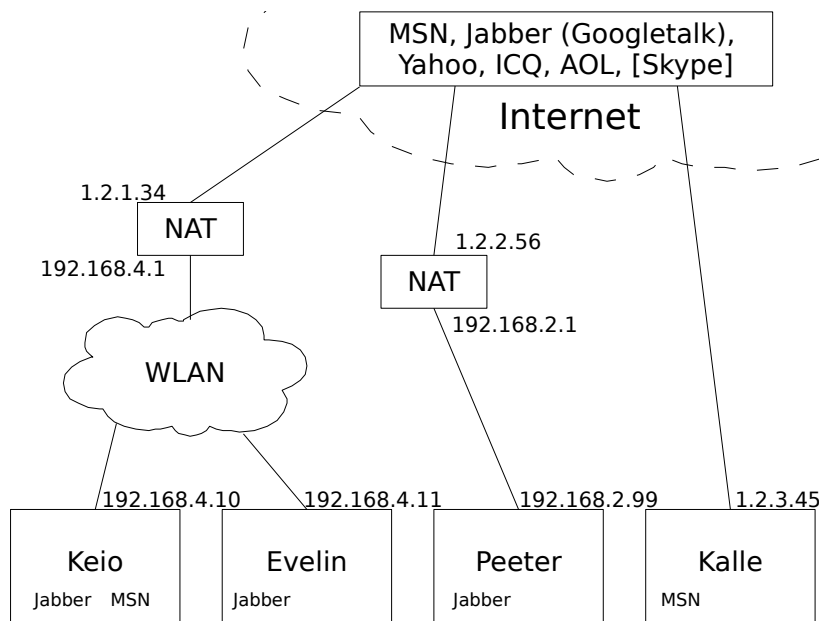 MSN, Jabber (Googletalk),
Yahoo, ICQ, AOL, [Skype]
Internet
1.2.1.34
NAT
192.168.4.1
1.2.2.56
NAT
192.168.2.1
WLAN
192.168.4.10
192.168.4.11
192.168.2.99
1.2.3.45
Keio
Jabber MSN
Evelin
Jabber
Peeter
Jabber
Kalle
MSN